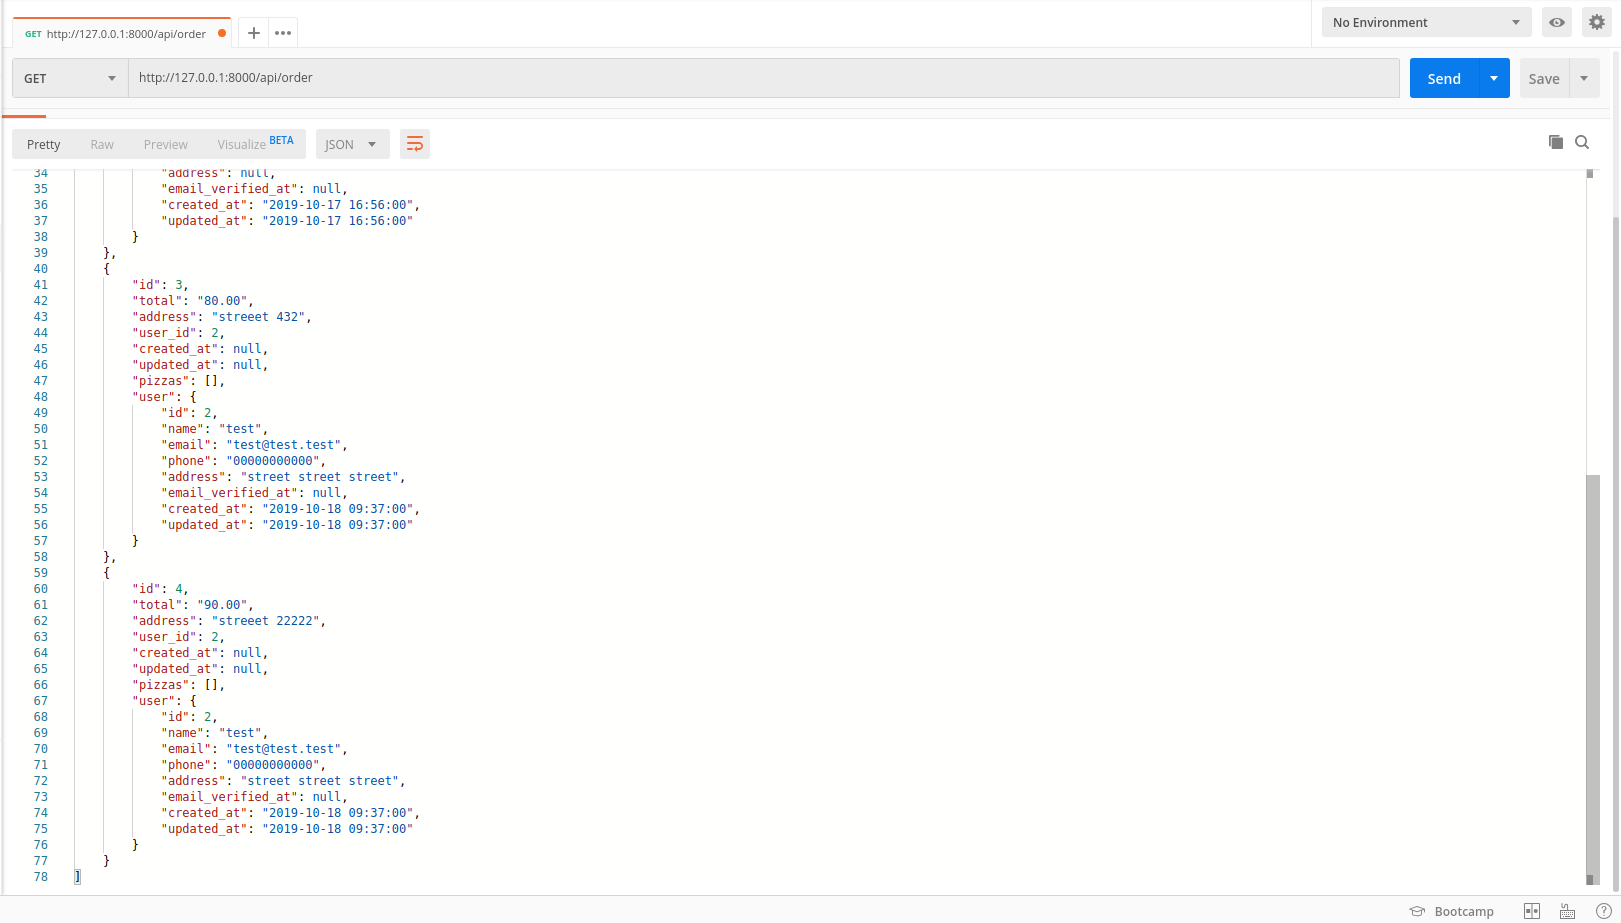 GET http://127.0.0.1:8000/api/order
No Environment
GET http://127.0.0.1:8000/api/order Send Save
Pretty Raw Preview Visualize BETA JSON
34 "address": null,
35 "email_verified_at": null,
36 "created_at": "2019-10-17 16:56:00",
37 "updated_at": "2019-10-17 16:56:00"
38 }
39 },
40 {
41 "id": 3,
42 "total": "80.00",
43 "address": "streeet 432",
44 "user_id": 2,
45 "created_at": null,
46 "updated_at": null,
47 "pizzas": [],
48 "user": {
49 "id": 2,
50 "name": "test",
51 "email": "test@test.test",
52 "phone": "00000000000",
53 "address": "street street street",
54 "email_verified_at": null,
55 "created_at": "2019-10-18 09:37:00",
56 "updated_at": "2019-10-18 09:37:00"
57 }
58 },
59 {
60 "id": 4,
61 "total": "90.00",
62 "address": "streeet 22222",
63 "user_id": 2,
64 "created_at": null,
65 "updated_at": null,
66 "pizzas": [],
67 "user": {
68 "id": 2,
69 "name": "test",
70 "email": "test@test.test",
71 "phone": "00000000000",
72 "address": "street street street",
73 "email_verified_at": null,
74 "created_at": "2019-10-18 09:37:00",
75 "updated_at": "2019-10-18 09:37:00"
76 }
77 }
78 ]
Bootcamp